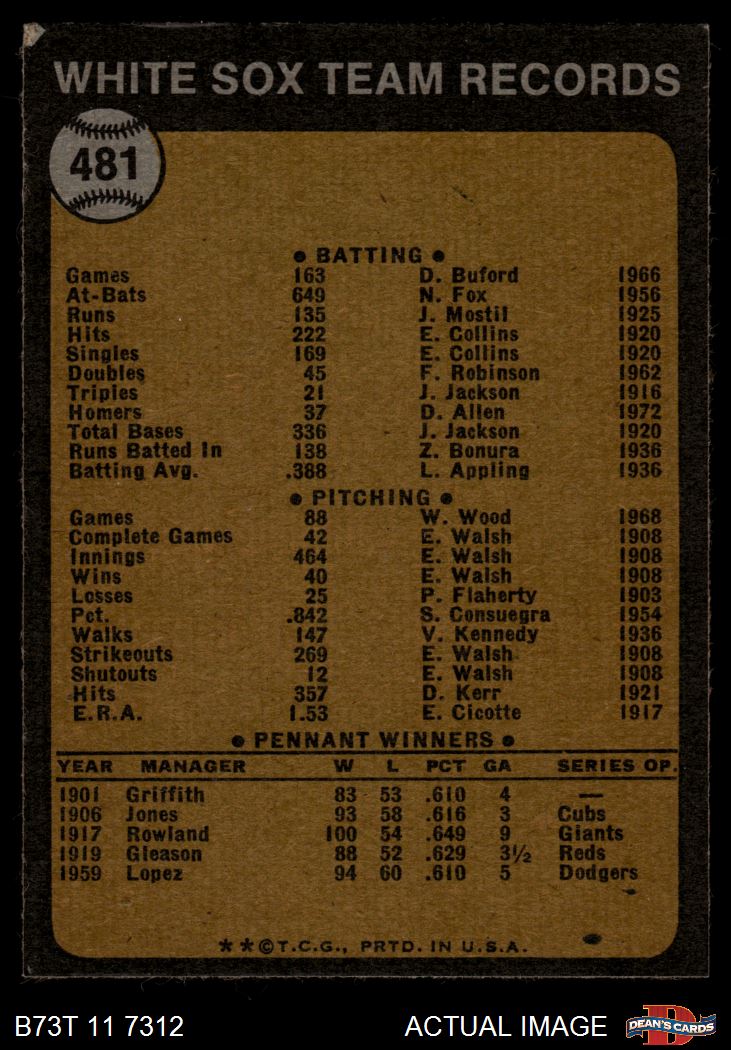 WHITE SOX TEAM RECORDS
481
● BATTING ●
Games 163 D. Buford 1966
At-Bats 649 N. Fox 1956
Runs 135 J. Mostil 1925
Hits 222 E. Collins 1920
Singles 169 E. Collins 1920
Doubles 45 F. Robinson 1962
Triples 21 J. Jackson 1916
Homers 37 D. Allen 1972
Total Bases 336 J. Jackson 1920
Runs Batted In 138 Z. Bonura 1936
Batting Avg. .388 L. Appling 1936
● PITCHING ●
Games 88 W. Wood 1968
Complete Games 42 E. Walsh 1908
Innings 464 E. Walsh 1908
Wins 40 E. Walsh 1908
Losses 25 P. Flaherty 1903
Pct. .842 S. Consuegra 1954
Walks 147 V. Kennedy 1936
Strikeouts 269 E. Walsh 1908
Shutouts 12 E. Walsh 1908
Hits 357 D. Kerr 1921
E.R.A. 1.53 E. Cicotte 1917
● PENNANT WINNERS ●
YEAR MANAGER W L PCT GA SERIES OP.
1901 Griffith 83 53 .610 4 —
1906 Jones 93 58 .616 3 Cubs
1917 Rowland 100 54 .649 9 Giants
1919 Gleason 88 52 .629 3½ Reds
1959 Lopez 94 60 .610 5 Dodgers
★★©T.C.G., PRTD. IN U.S.A.
B73T 11 7312 ACTUAL IMAGE DEAN'S CARDS